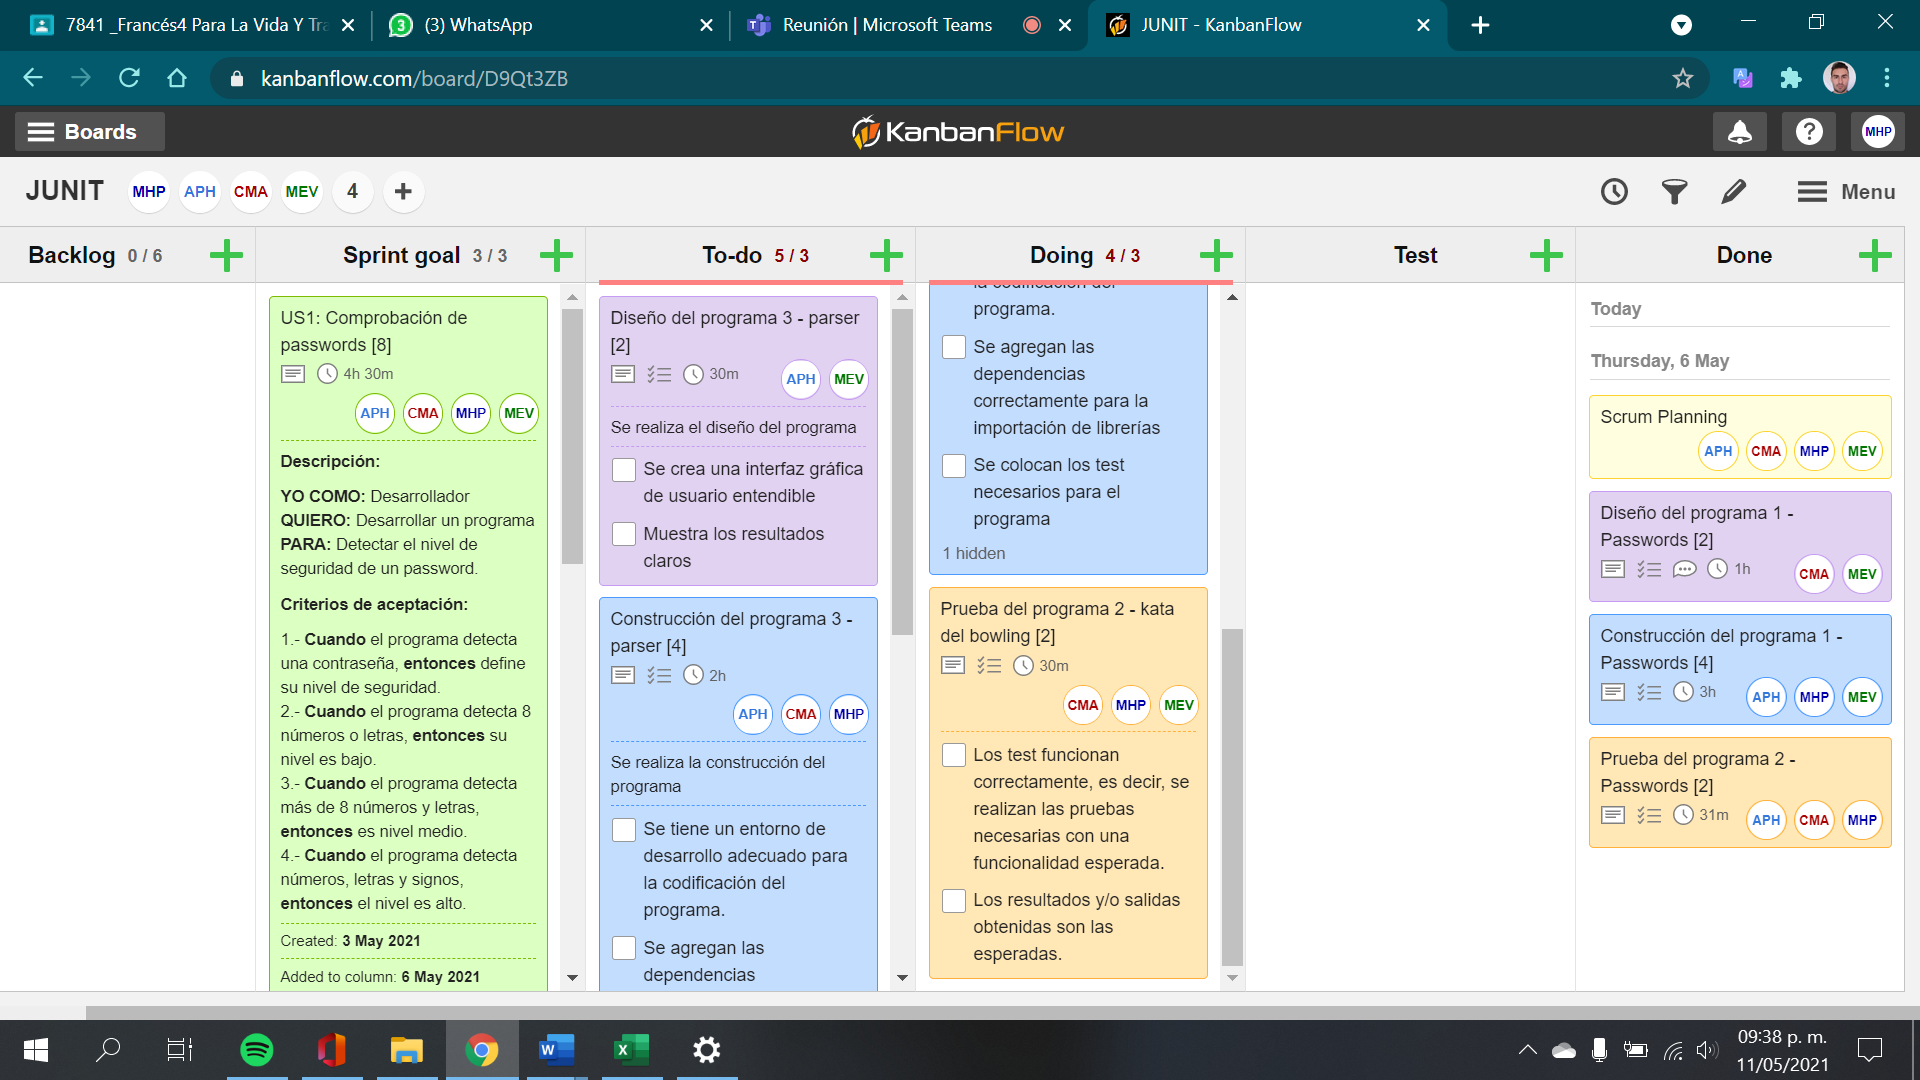 7841 _Francés4 Para La Vida Y Tra
(3) WhatsApp
Reunión | Microsoft Teams
JUNIT - KanbanFlow
kanbanflow.com/board/D9Qt3ZB
Boards
KanbanFlow
MHP
JUNIT
MHP
APH
CMA
MEV
4
Menu
Backlog 0 / 6
Sprint goal 3 / 3
To-do 5 / 3
Doing 4 / 3
Test
Done
US1: Comprobación de
passwords [8]
4h 30m
APH CMA MHP MEV
Descripción:
YO COMO: Desarrollador
QUIERO: Desarrollar un programa
PARA: Detectar el nivel de
seguridad de un password.
Criterios de aceptación:
1.- Cuando el programa detecta
una contraseña, entonces define
su nivel de seguridad.
2.- Cuando el programa detecta 8
números o letras, entonces su
nivel es bajo.
3.- Cuando el programa detecta
más de 8 números y letras,
entonces es nivel medio.
4.- Cuando el programa detecta
números, letras y signos,
entonces el nivel es alto.
Created: 3 May 2021
Added to column: 6 May 2021
Diseño del programa 3 - parser
[2]
30m
APH MEV
Se realiza el diseño del programa
Se crea una interfaz gráfica
de usuario entendible
Muestra los resultados
claros
Construcción del programa 3 -
parser [4]
2h
APH CMA MHP
Se realiza la construcción del
programa
Se tiene un entorno de
desarrollo adecuado para
la codificación del
programa.
Se agregan las
dependencias
la codificación del
programa.
Se agregan las
dependencias
correctamente para la
importación de librerías
Se colocan los test
necesarios para el
programa
1 hidden
Prueba del programa 2 - kata
del bowling [2]
30m
CMA MHP MEV
Los test funcionan
correctamente, es decir, se
realizan las pruebas
necesarias con una
funcionalidad esperada.
Los resultados y/o salidas
obtenidas son las
esperadas.
Today
Thursday, 6 May
Scrum Planning
APH CMA MHP MEV
Diseño del programa 1 -
Passwords [2]
1h
CMA MEV
Construcción del programa 1 -
Passwords [4]
3h
APH MHP MEV
Prueba del programa 2 -
Passwords [2]
31m
APH CMA MHP
09:38 p. m.
11/05/2021